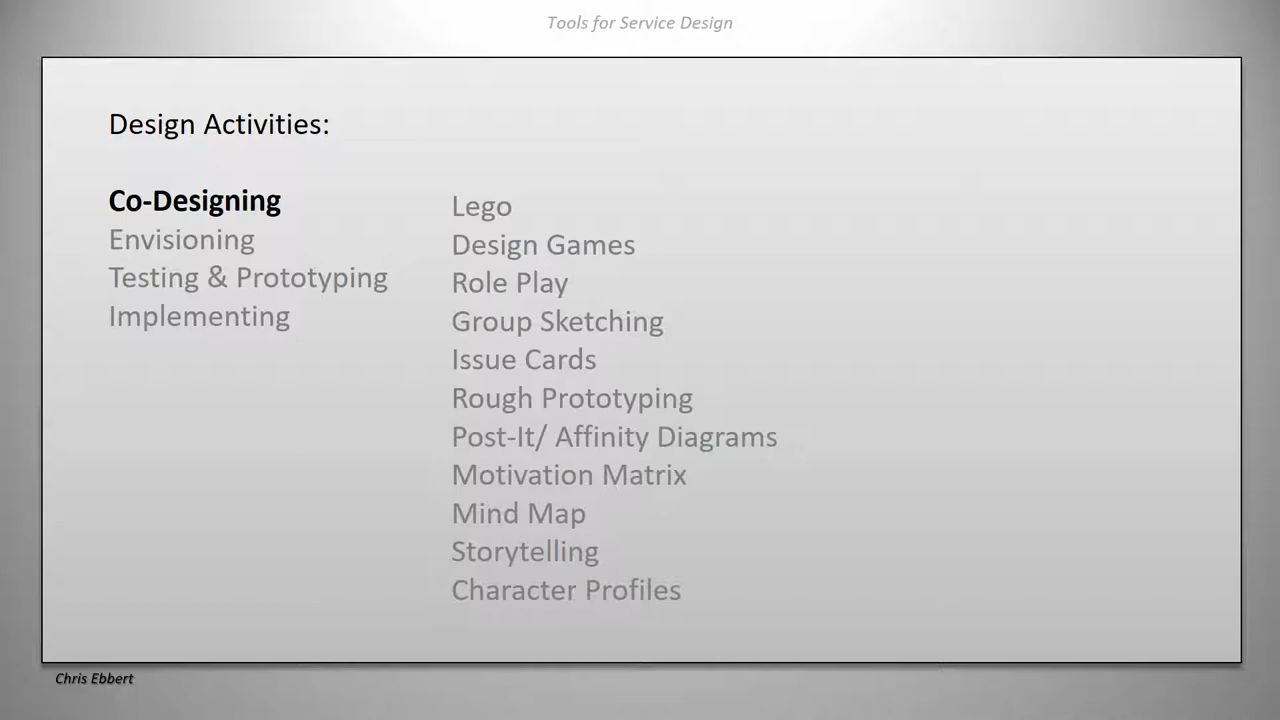 Tools for Service Design
Design Activities:
Co-Designing
Envisioning
Testing & Prototyping
Implementing
Lego
Design Games
Role Play
Group Sketching
Issue Cards
Rough Prototyping
Post-It/ Affinity Diagrams
Motivation Matrix
Mind Map
Storytelling
Character Profiles
Chris Ebbert